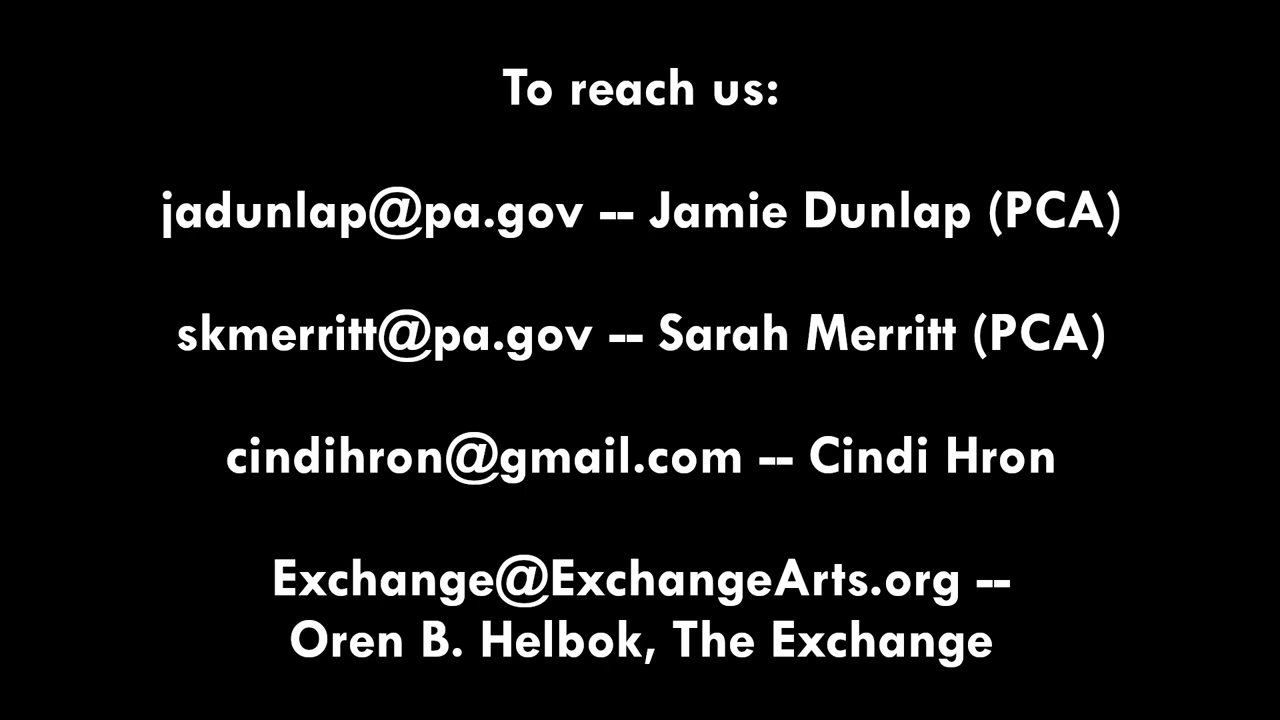 To reach us:
jadunlap@pa.gov -- Jamie Dunlap (PCA)
skmerritt@pa.gov -- Sarah Merritt (PCA)
cindihron@gmail.com -- Cindi Hron
Exchange@ExchangeArts.org --
Oren B. Helbok, The Exchange